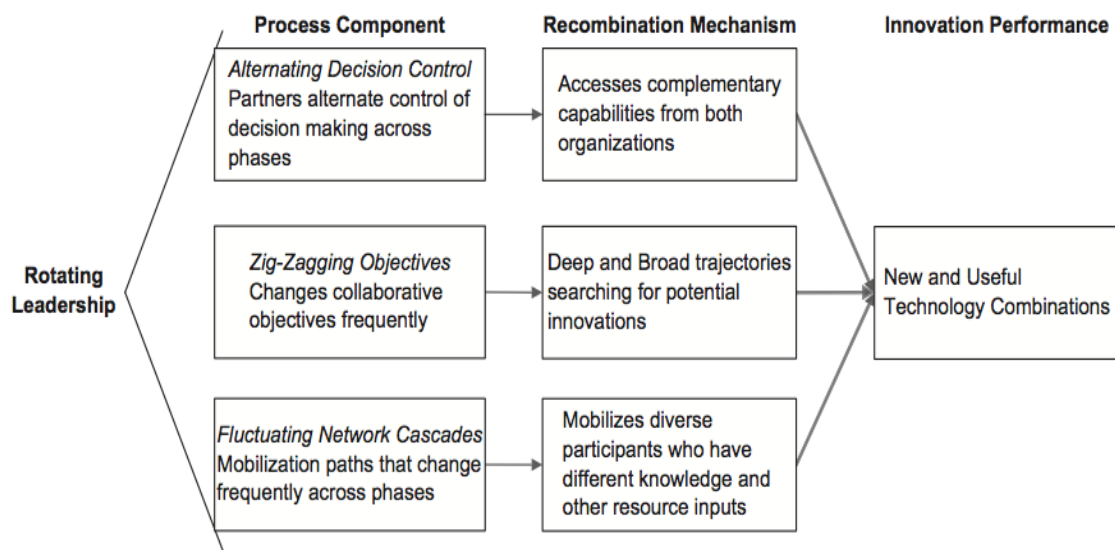 Process Component
Recombination Mechanism
Innovation Performance
Rotating
Leadership
Alternating Decision Control
Partners alternate control of
decision making across
phases
Accesses complementary
capabilities from both
organizations
Zig-Zagging Objectives
Changes collaborative
objectives frequently
Deep and Broad trajectories
searching for potential
innovations
New and Useful
Technology Combinations
Fluctuating Network Cascades
Mobilization paths that change
frequently across phases
Mobilizes diverse
participants who have
different knowledge and
other resource inputs